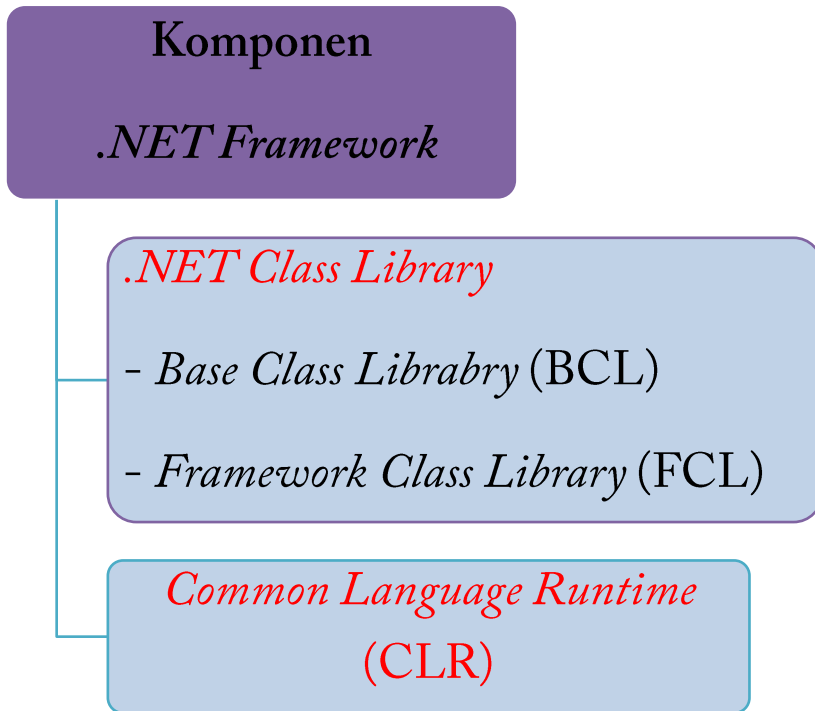 Komponen
.NET Framework
.NET Class Library
- Base Class Librabry (BCL)
- Framework Class Library (FCL)
Common Language Runtime
(CLR)